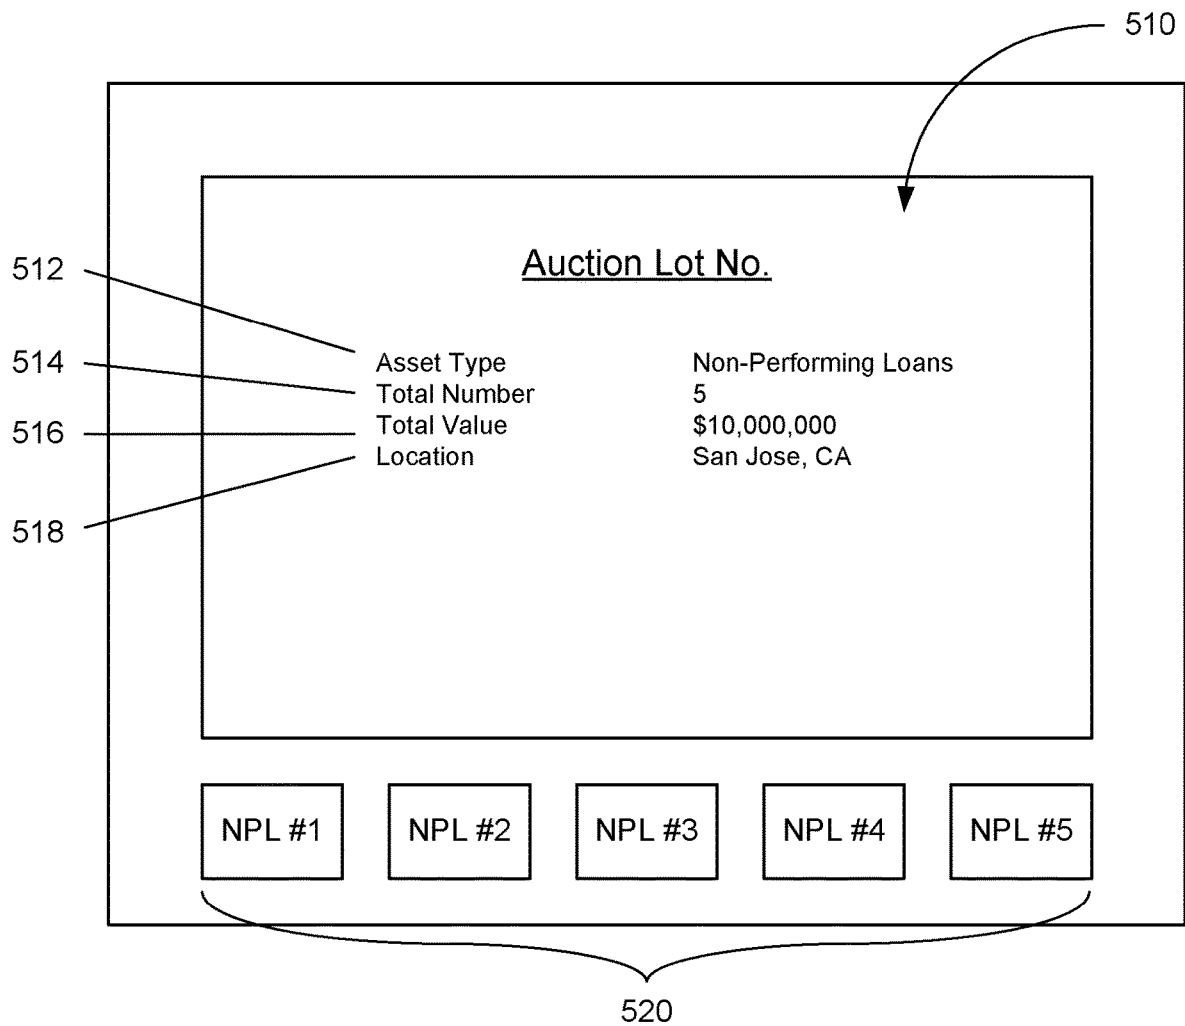 510
Auction Lot No.
512
Asset Type Non-Performing Loans
514
Total Number 5
516
Total Value $10,000,000
Location San Jose, CA
518
NPL #1 NPL #2 NPL #3 NPL #4 NPL #5
520